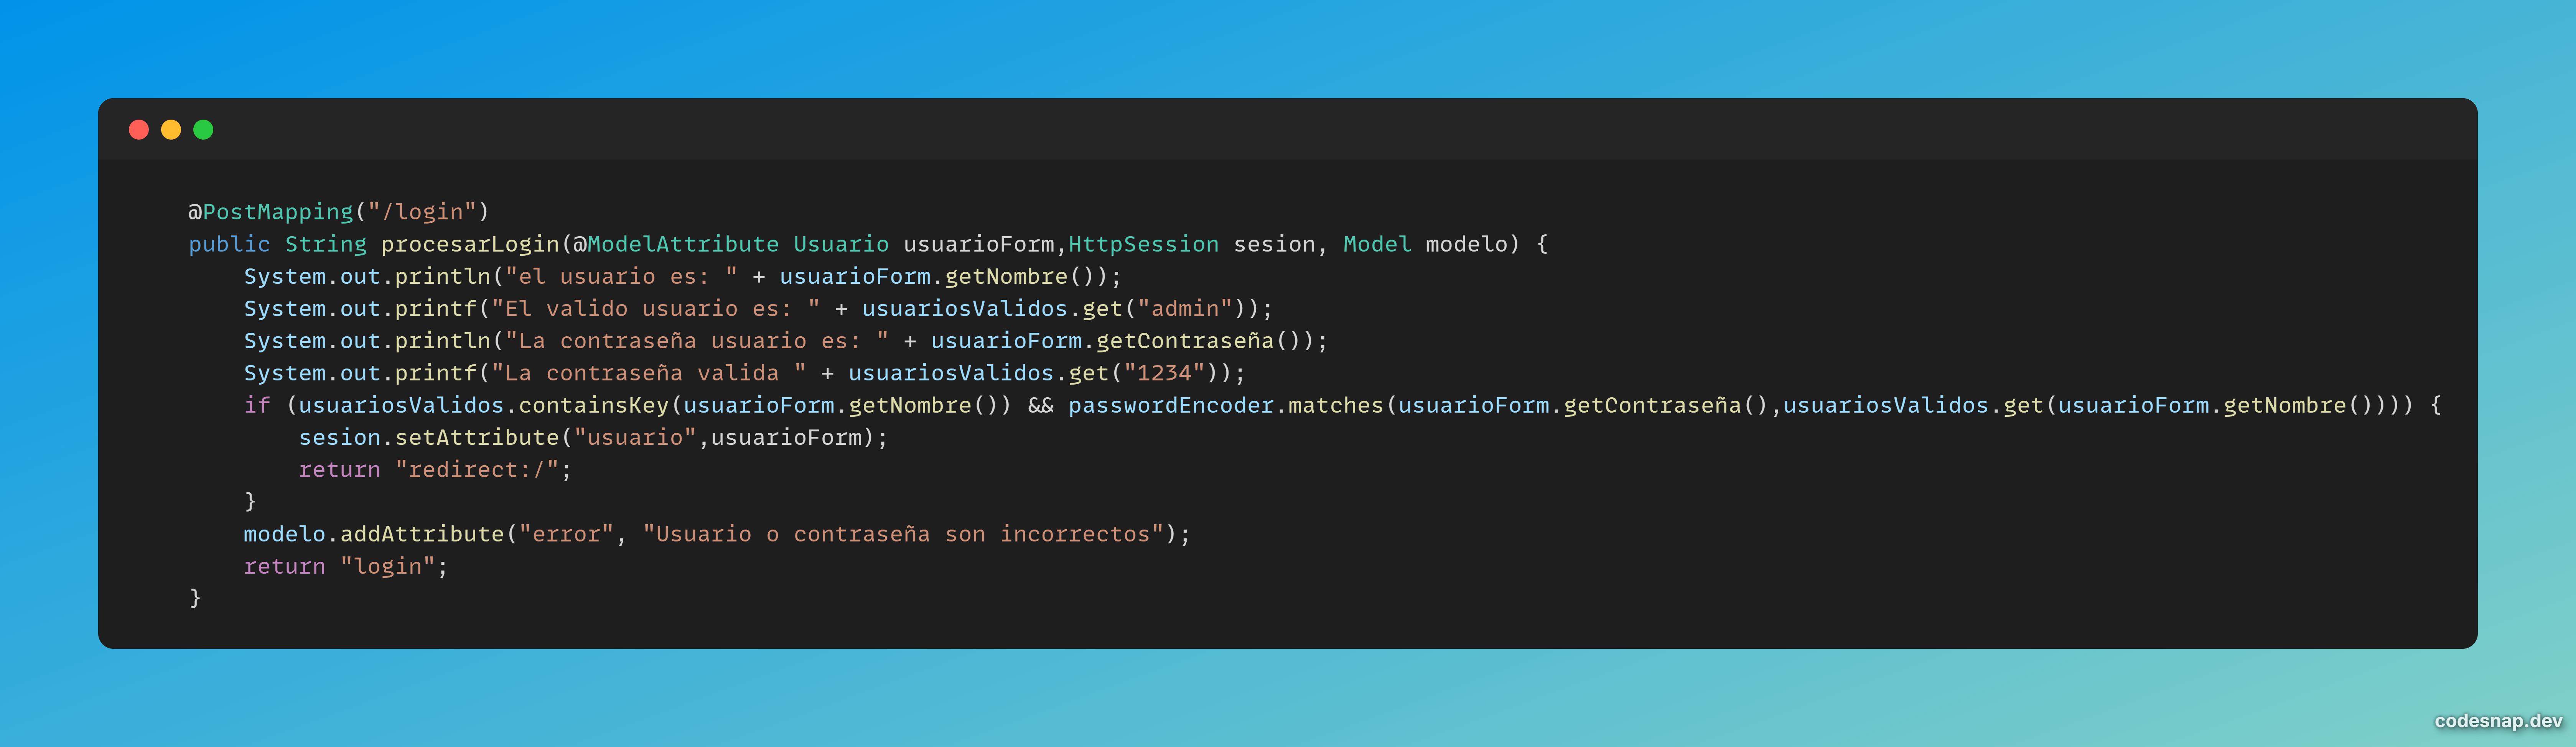 @PostMapping("/login")
public String procesarLogin(@ModelAttribute Usuario usuarioForm,HttpSession sesion, Model modelo) {
    System.out.println("el usuario es: " + usuarioForm.getNombre());
    System.out.printf("El valido usuario es: " + usuariosValidos.get("admin"));
    System.out.println("La contraseña usuario es: " + usuarioForm.getContraseña());
    System.out.printf("La contraseña valida " + usuariosValidos.get("1234"));
    if (usuariosValidos.containsKey(usuarioForm.getNombre()) && passwordEncoder.matches(usuarioForm.getContraseña(),usuariosValidos.get(usuarioForm.getNombre()))) {
        sesion.setAttribute("usuario",usuarioForm);
        return "redirect:/";
    }
    modelo.addAttribute("error", "Usuario o contraseña son incorrectos");
    return "login";
}
codesnap.dev